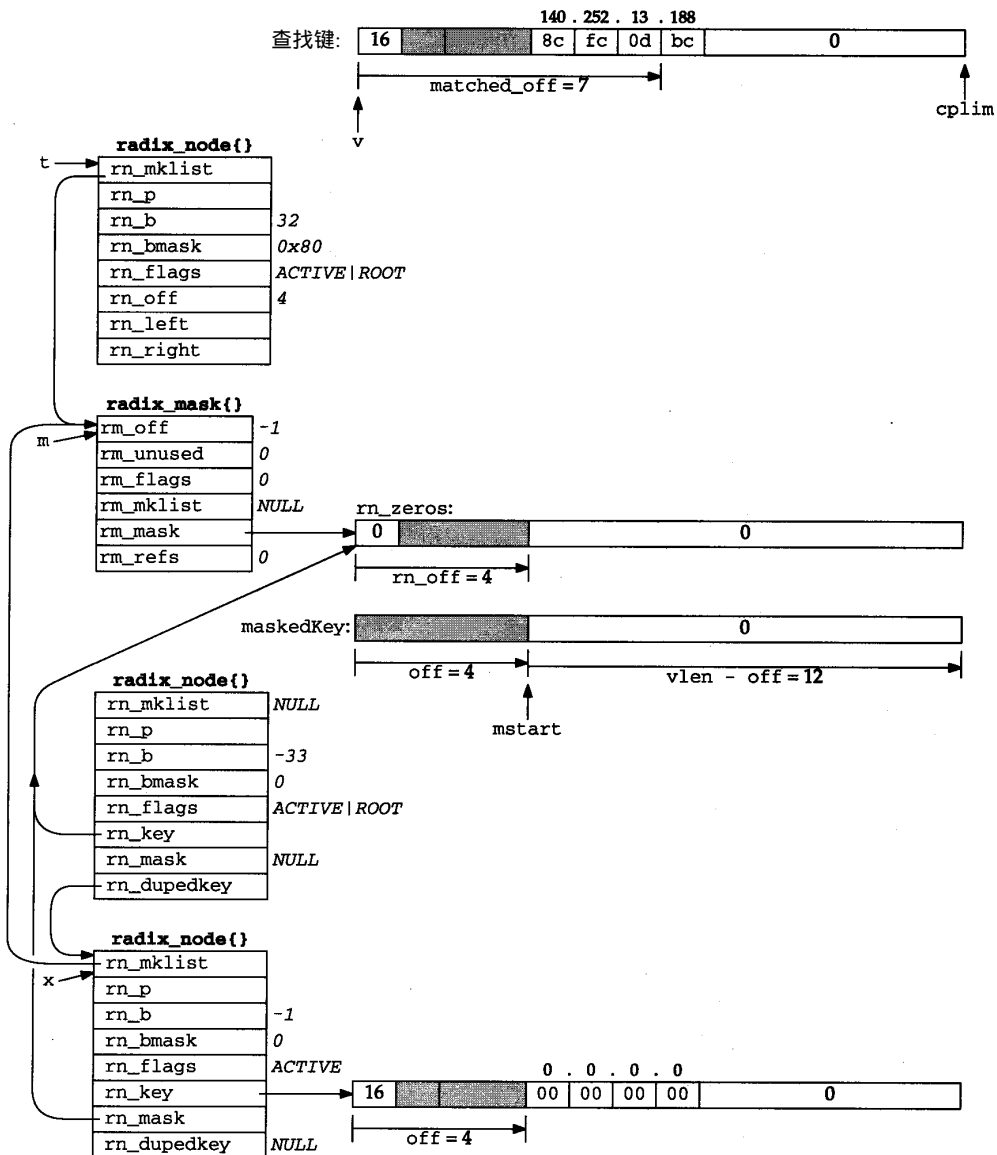 140 . 252 . 13 . 188
查找键: 16 8c fc 0d bc 0
matched_off = 7
cplim
v
radix_node{}
t
rn_mklist
rn_p
rn_b 32
rn_bmask 0x80
rn_flags ACTIVE|ROOT
rn_off 4
rn_left
rn_right
radix_mask{}
rm_off -1
m
rm_unused 0
rm_flags 0
rm_mklist NULL
rn_zeros:
rm_mask 0 0
rm_refs 0
rn_off = 4
maskedKey: 0
off = 4 vlen - off = 12
radix_node{}
rn_mklist NULL
mstart
rn_p
rn_b -33
rn_bmask 0
rn_flags ACTIVE|ROOT
rn_key
rn_mask NULL
rn_dupedkey
radix_node{}
rn_mklist
x
rn_p
rn_b -1
rn_bmask 0
rn_flags ACTIVE
0 . 0 . 0 . 0
rn_key 16 00 00 00 00 0
rn_mask
off = 4
rn_dupedkey NULL